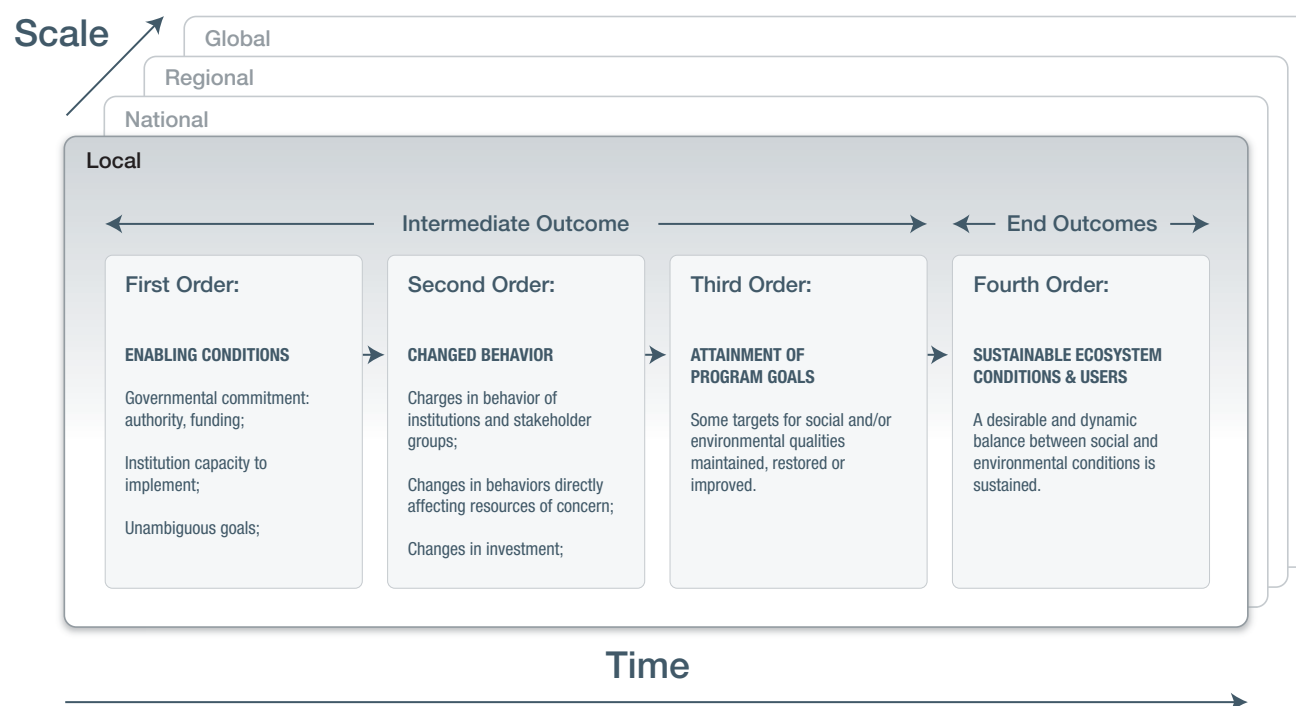 Scale
Global
Regional
National
Local
Intermediate Outcome
End Outcomes
First Order:
ENABLING CONDITIONS
Governmental commitment:
authority, funding;
Institution capacity to
implement;
Unambiguous goals;
Second Order:
CHANGED BEHAVIOR
Charges in behavior of
institutions and stakeholder
groups;
Changes in behaviors directly
affecting resources of concern;
Changes in investment;
Third Order:
ATTAINMENT OF
PROGRAM GOALS
Some targets for social and/or
environmental qualities
maintained, restored or
improved.
Fourth Order:
SUSTAINABLE ECOSYSTEM
CONDITIONS & USERS
A desirable and dynamic
balance between social and
environmental conditions is
sustained.
Time